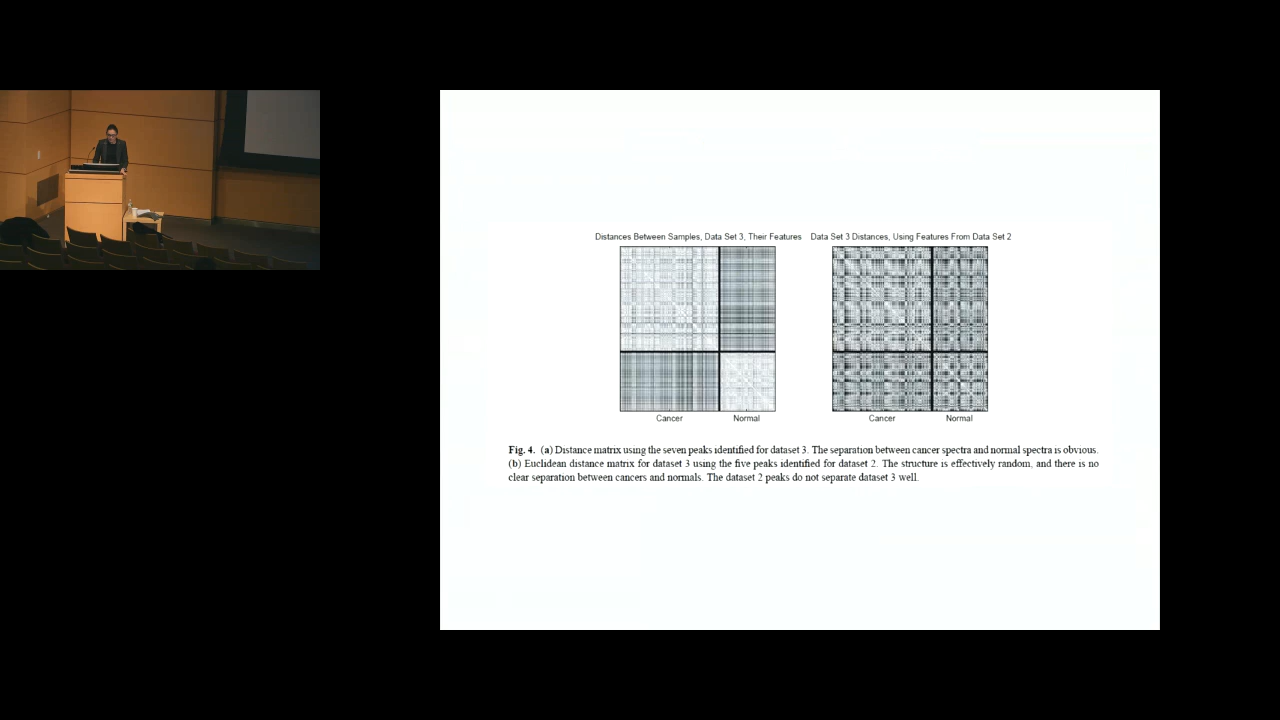 Distances Between Samples, Data Set 3, Their Features
Data Set 3 Distances, Using Features From Data Set 2
Cancer
Normal
Cancer
Normal
Fig. 4. (a) Distance matrix using the seven peaks identified for dataset 3. The separation between cancer spectra and normal spectra is obvious.
(b) Euclidean distance matrix for dataset 3 using the five peaks identified for dataset 2. The structure is effectively random, and there is no
clear separation between cancers and normals. The dataset 2 peaks do not separate dataset 3 well.